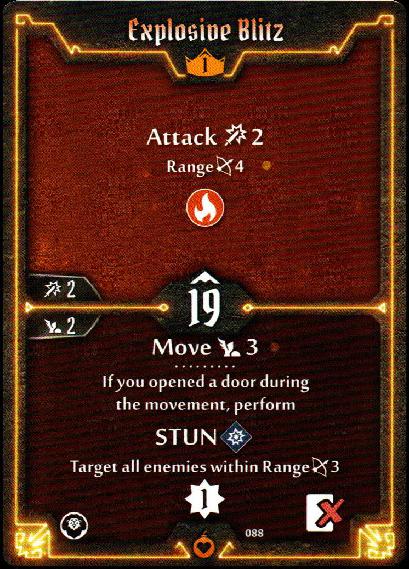 Explosive Blitz
1
Attack 2
Range 4
2
19
2
Move 3
If you opened a door during
the movement, perform
STUN
Target all enemies within Range 3
1
088